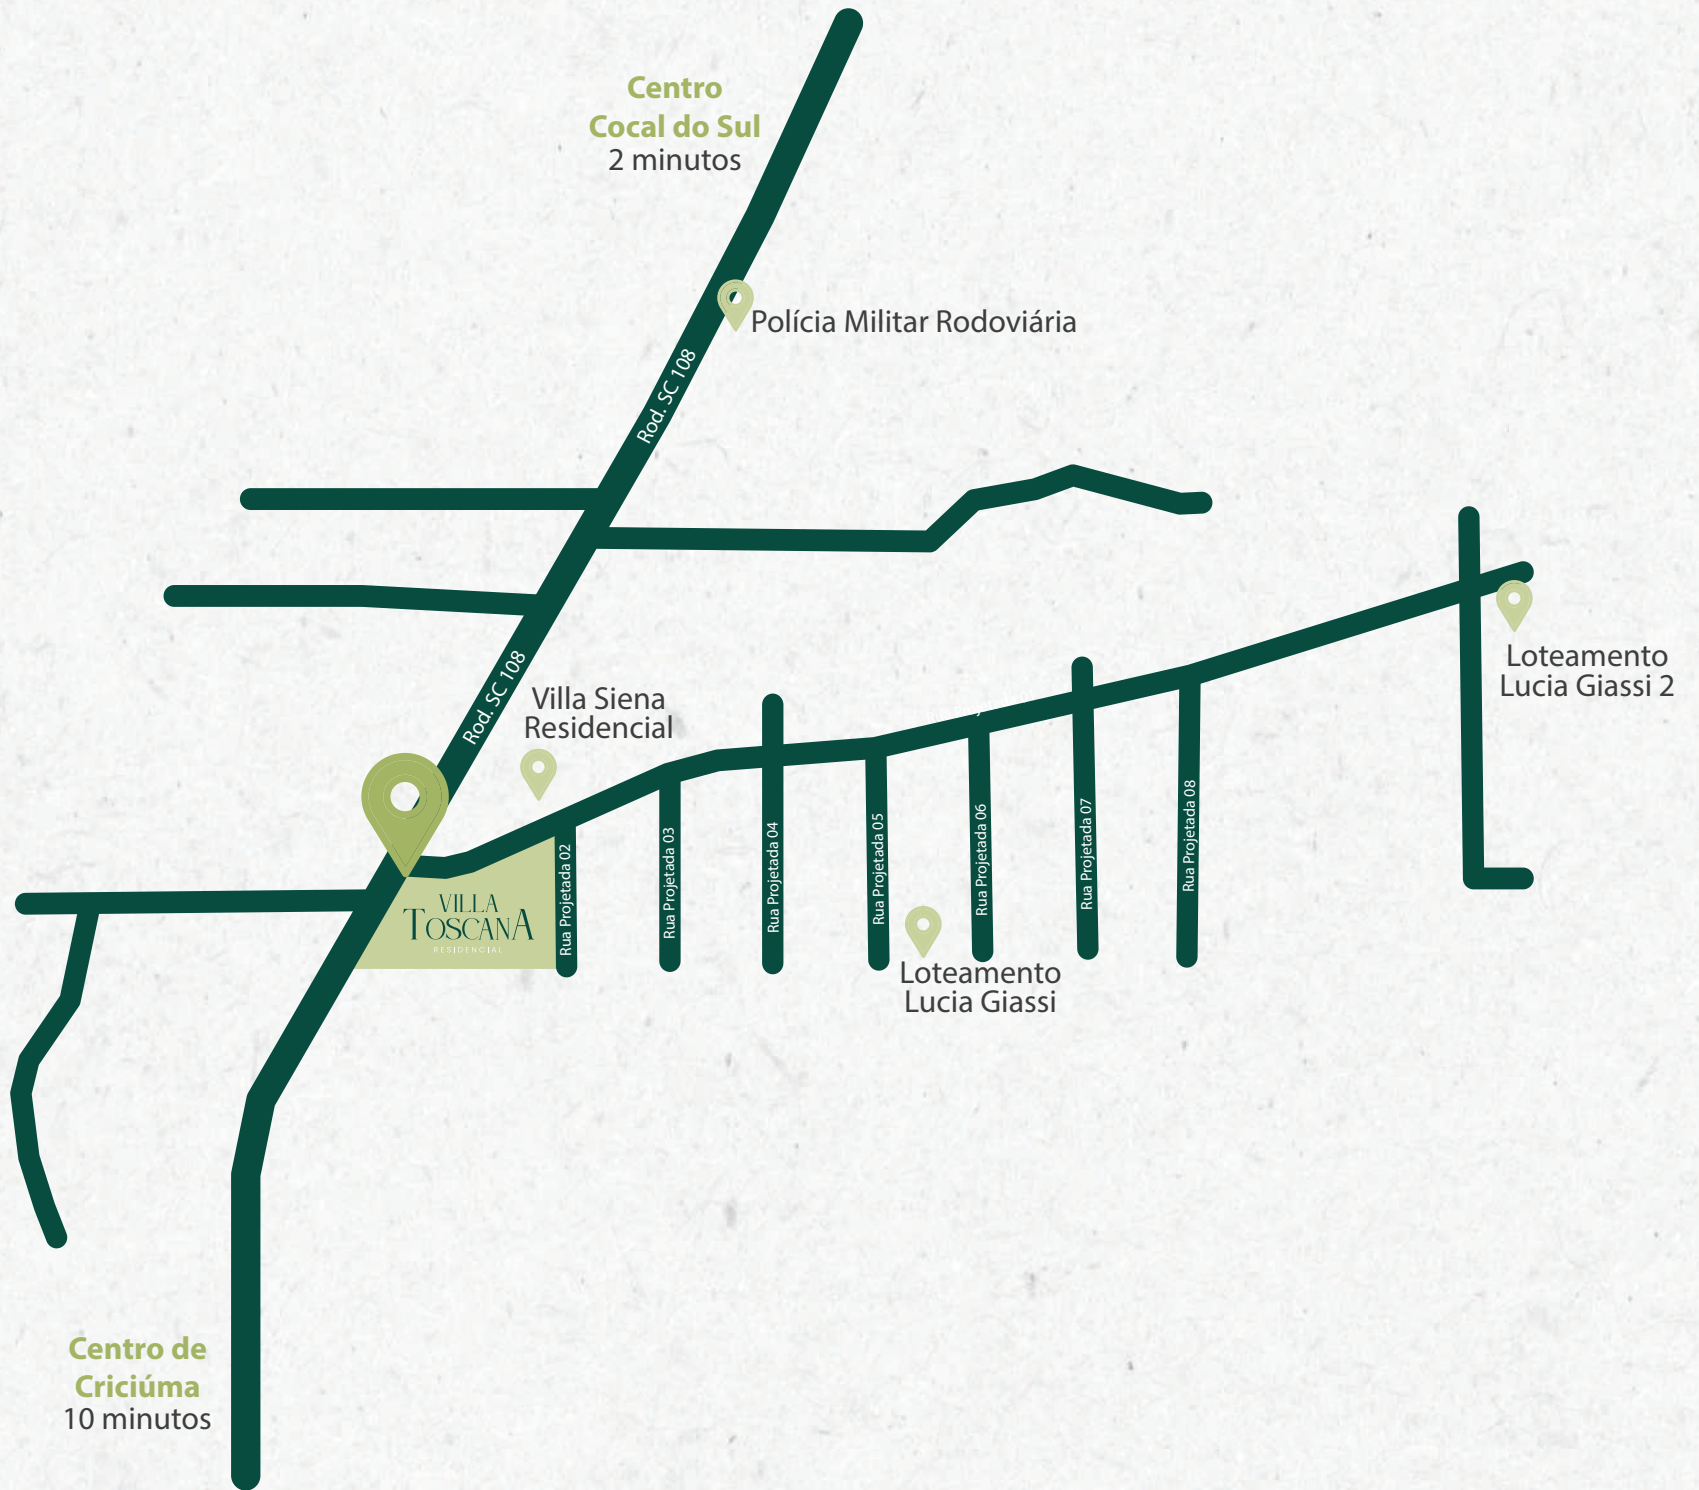 Centro
Cocal do Sul
2 minutos
Polícia Militar Rodoviária
Rod. SC 108
Rod. SC 108
Villa Siena
Residencial
Loteamento
Lucia Giassi 2
VILLA
TOSCANA
RESIDENCIAL
Rua Projetada 02
Rua Projetada 03
Rua Projetada 04
Rua Projetada 05
Rua Projetada 06
Rua Projetada 07
Rua Projetada 08
Loteamento
Lucia Giassi
Centro de
Criciúma
10 minutos